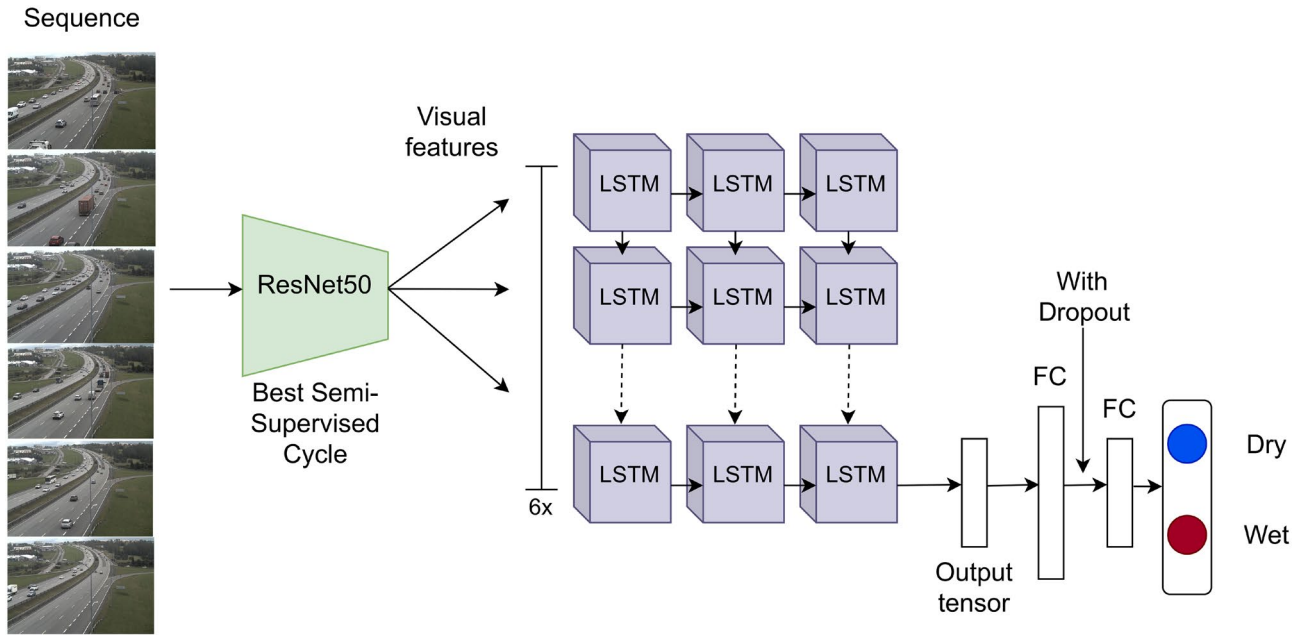 Sequence
Visual
features
ResNet50
Best Semi-
Supervised
Cycle
LSTM
LSTM
LSTM
LSTM
LSTM
LSTM
LSTM
LSTM
LSTM
6x
Output
tensor
FC
With
Dropout
FC
Dry
Wet